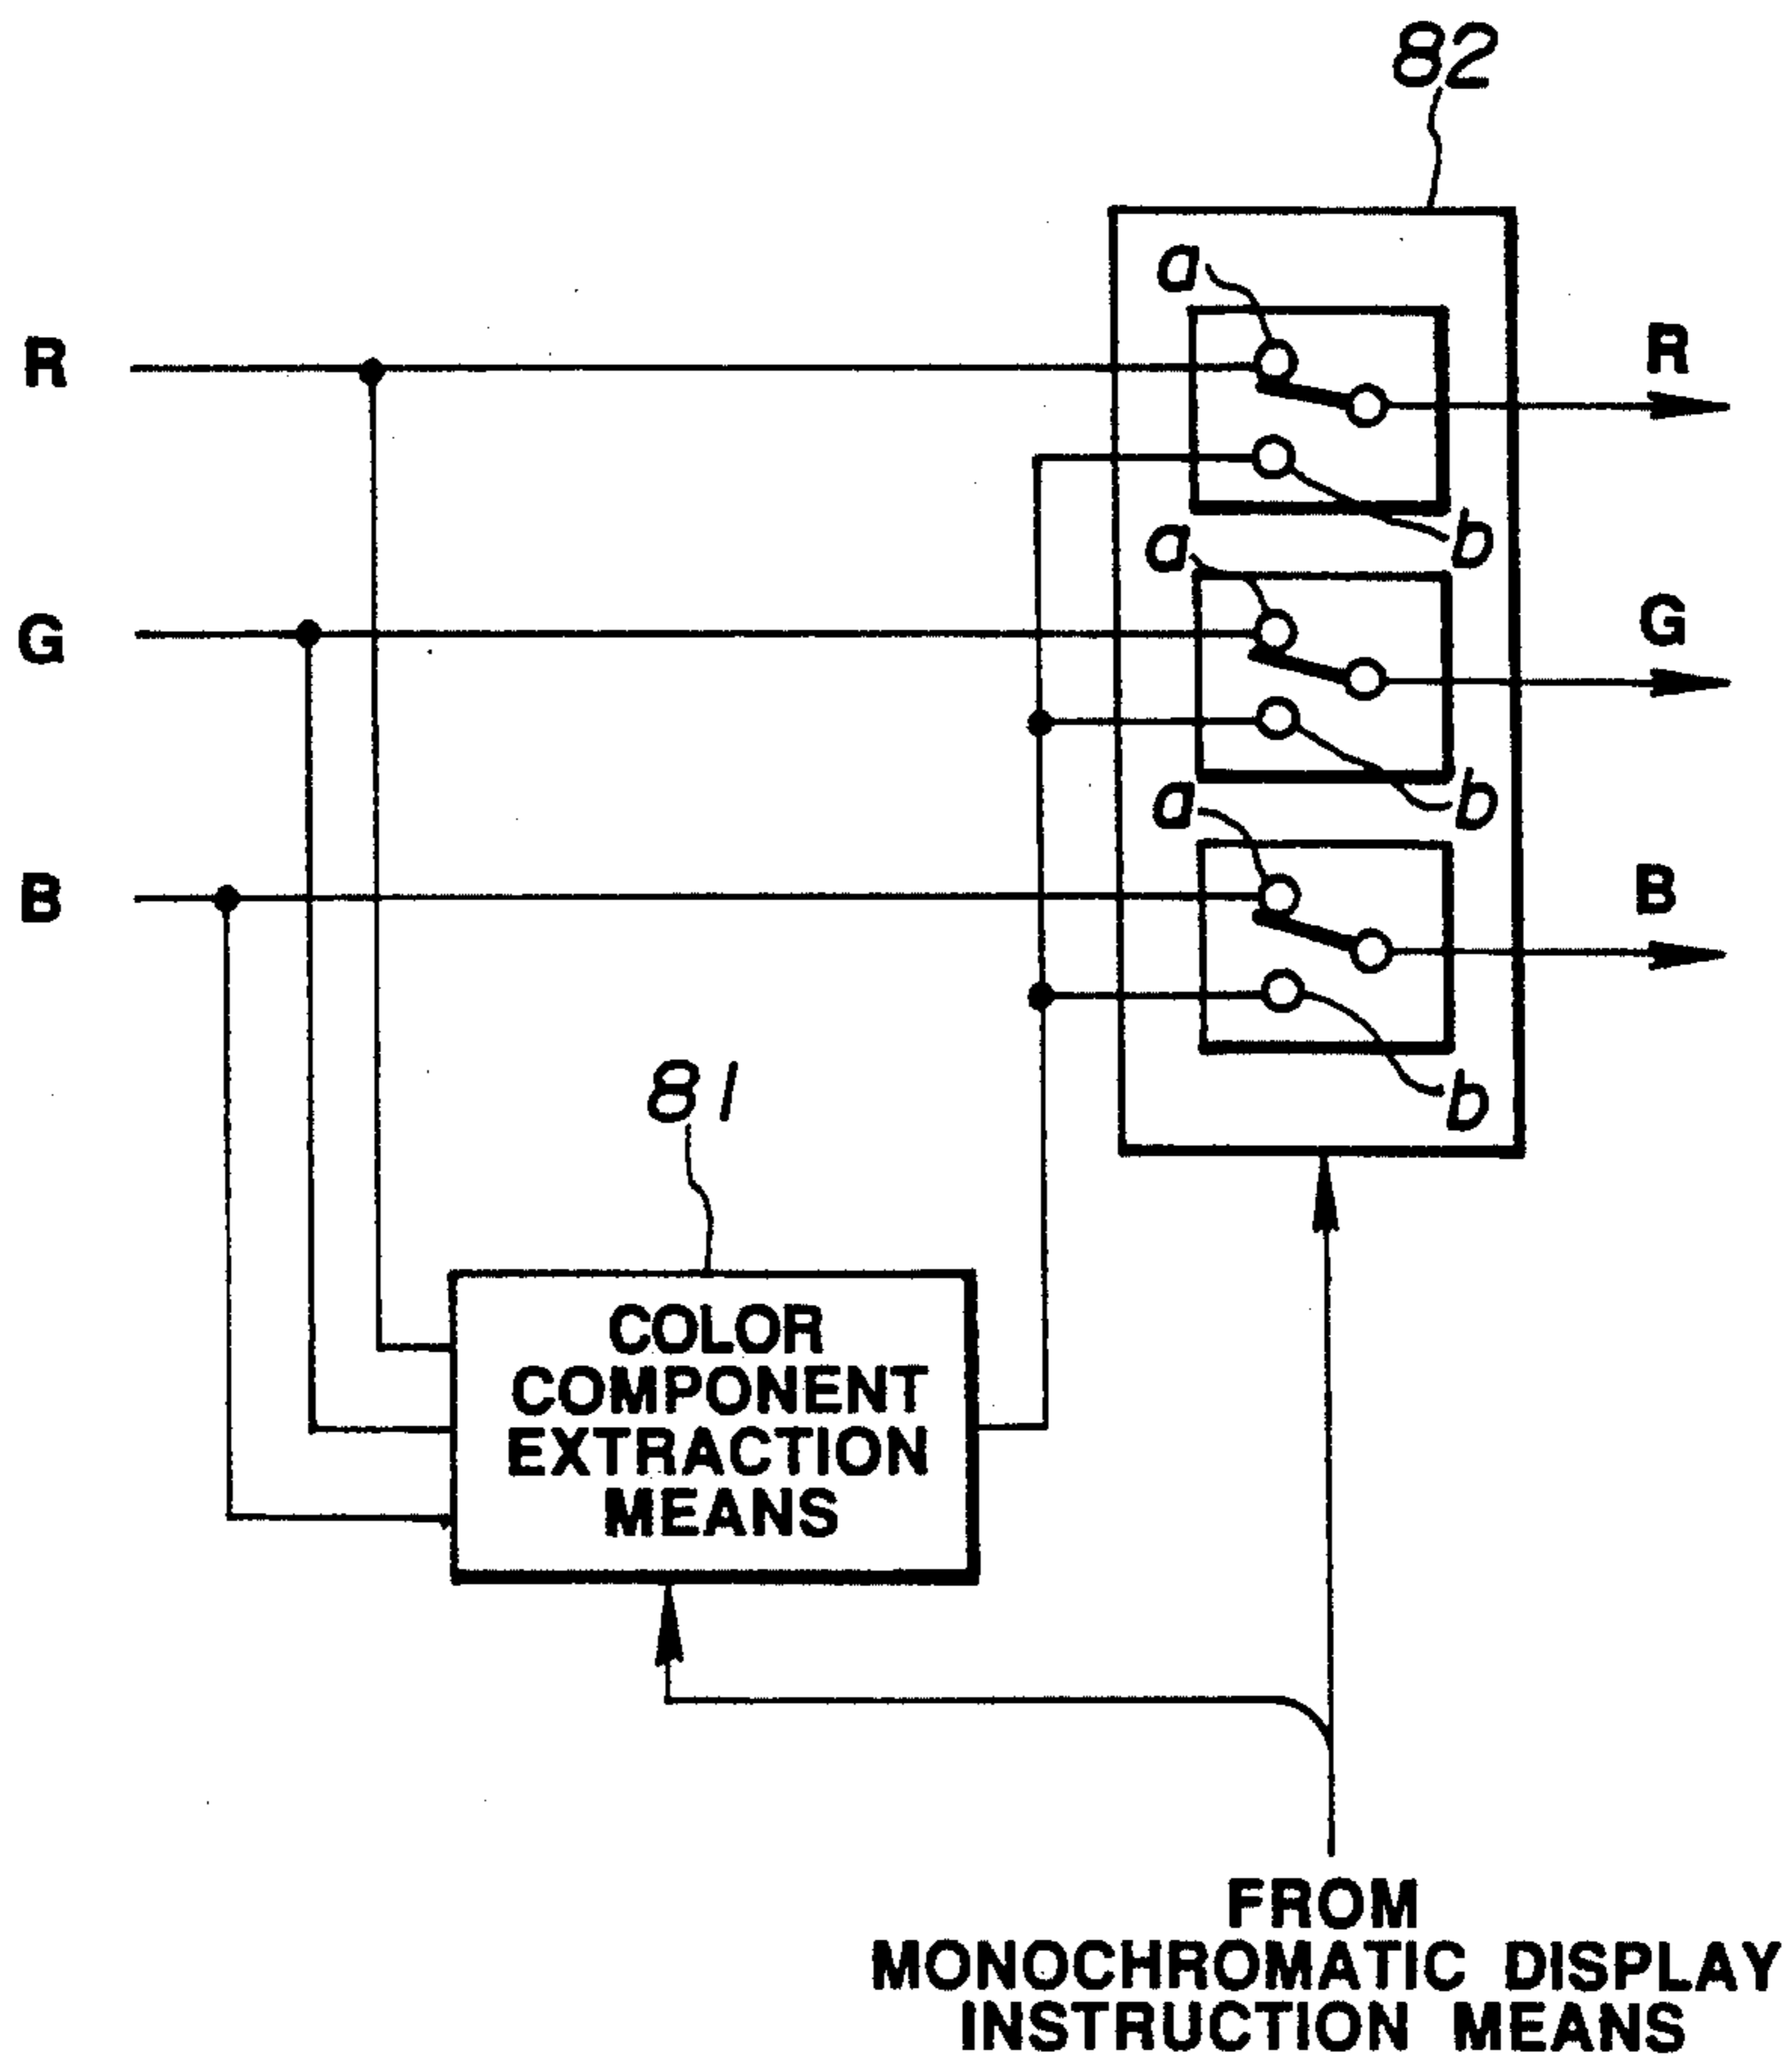 82
a
R
R
b
a
G
G
b
a
B
B
b
81
COLOR
COMPONENT
EXTRACTION
MEANS
FROM
MONOCHROMATIC DISPLAY
INSTRUCTION MEANS